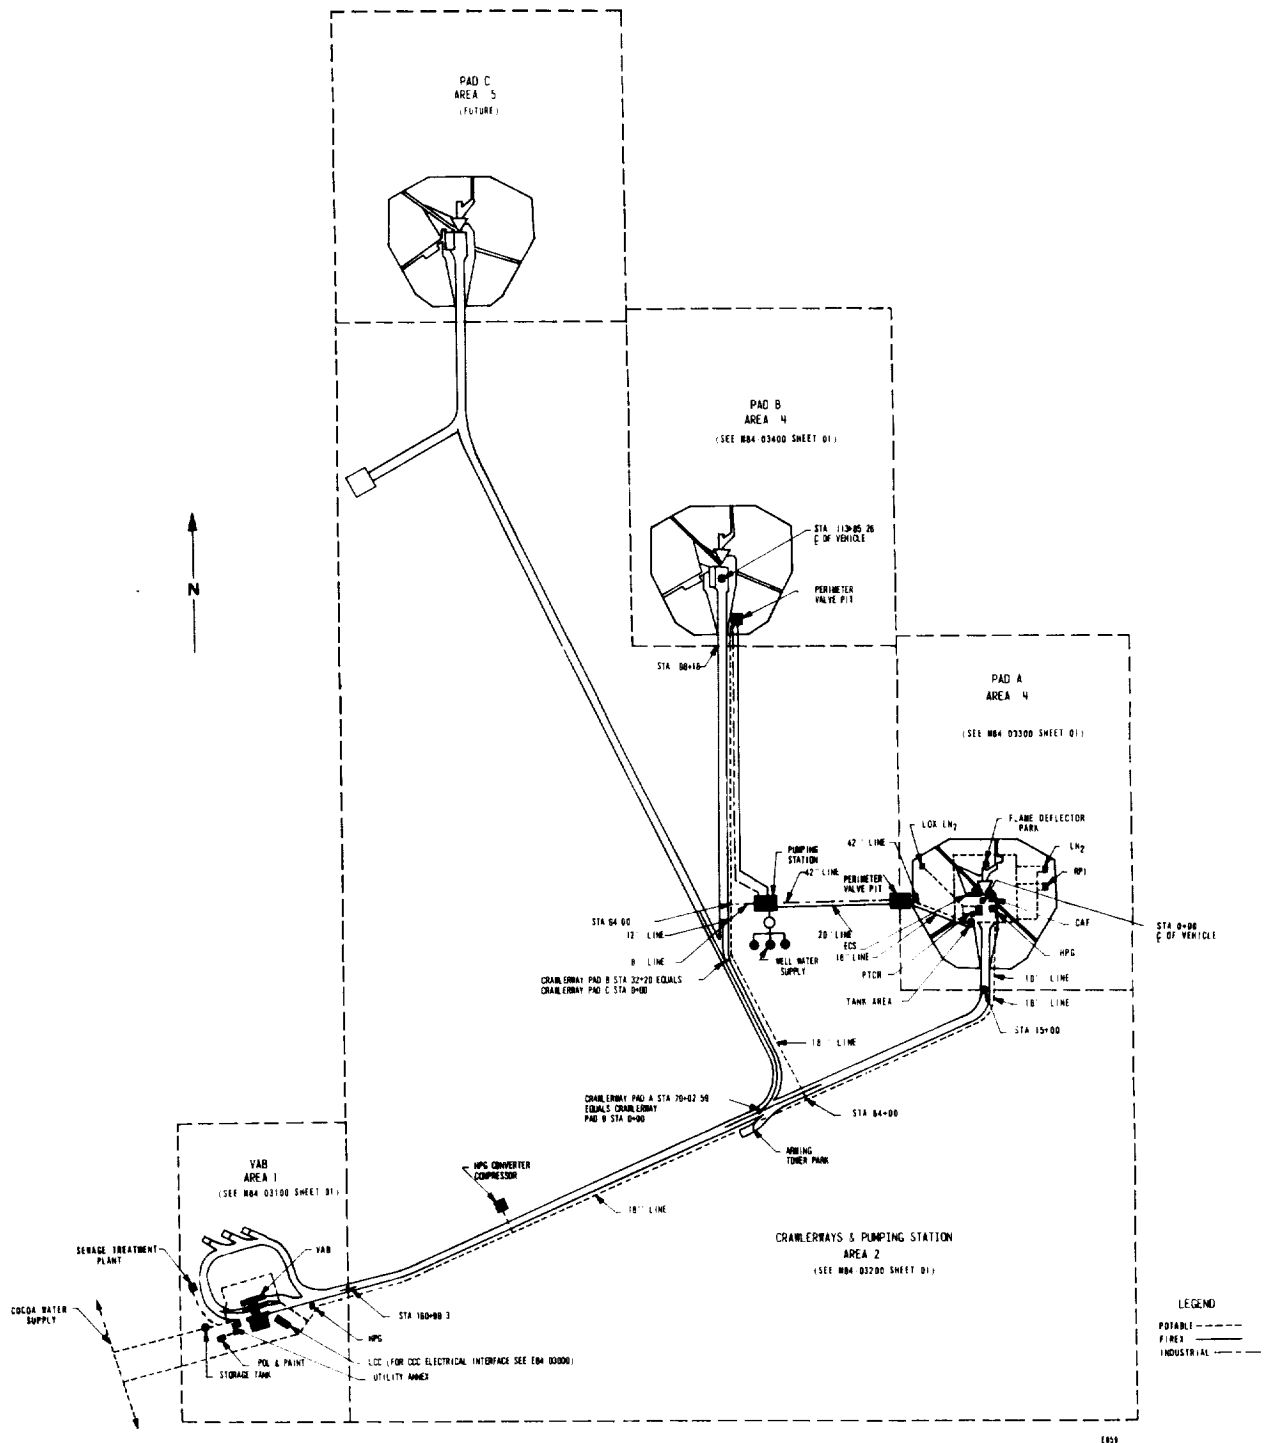 PAD C
AREA 5
(FUTURE)
PAD B
AREA 4
(SEE M84 03400 SHEET 01)
STA 113+85.26
℄ OF VEHICLE
PERIMETER
VALVE PIT
N
STA 98+18
PAD A
AREA 4
(SEE M84 03300 SHEET 01)
LOX LN2
FLAME DEFLECTOR
PARK
LH2
RP1
42" LINE
PUMPING
STATION
42" LINE
PERIMETER
VALVE PIT
CAF
STA 0+00
℄ OF VEHICLE
STA 64 00
12" LINE
20" LINE
ECS
18" LINE
HPG
8" LINE
WELL WATER
SUPPLY
PTCR
10" LINE
CRAWLERWAY PAD B STA 32+20 EQUALS
CRAWLERWAY PAD C STA 0+00
TANK AREA
18" LINE
STA 15+00
18" LINE
CRAWLERWAY PAD A STA 70+02.59
EQUALS CRAWLERWAY
PAD B STA 0+00
STA 64+00
ARMING
TOWER PARK
VAB
AREA 1
(SEE M84 03100 SHEET 01)
HPG CONVERTER
COMPRESSOR
18" LINE
SEWAGE TREATMENT
PLANT
VAB
CRAWLERWAYS & PUMPING STATION
AREA 2
(SEE M84 03200 SHEET 01)
COCOA WATER
SUPPLY
STA 160+98.3
HPG
LEGEND
POTABLE
FIREX
INDUSTRIAL
POL & PAINT
STORAGE TANK
LCC (FOR CCC ELECTRICAL INTERFACE SEE E84 03000)
UTILITY ANNEX
E859